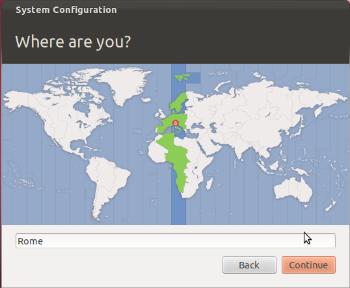 System Configuration
Where are you?
Rome
Back
Continue